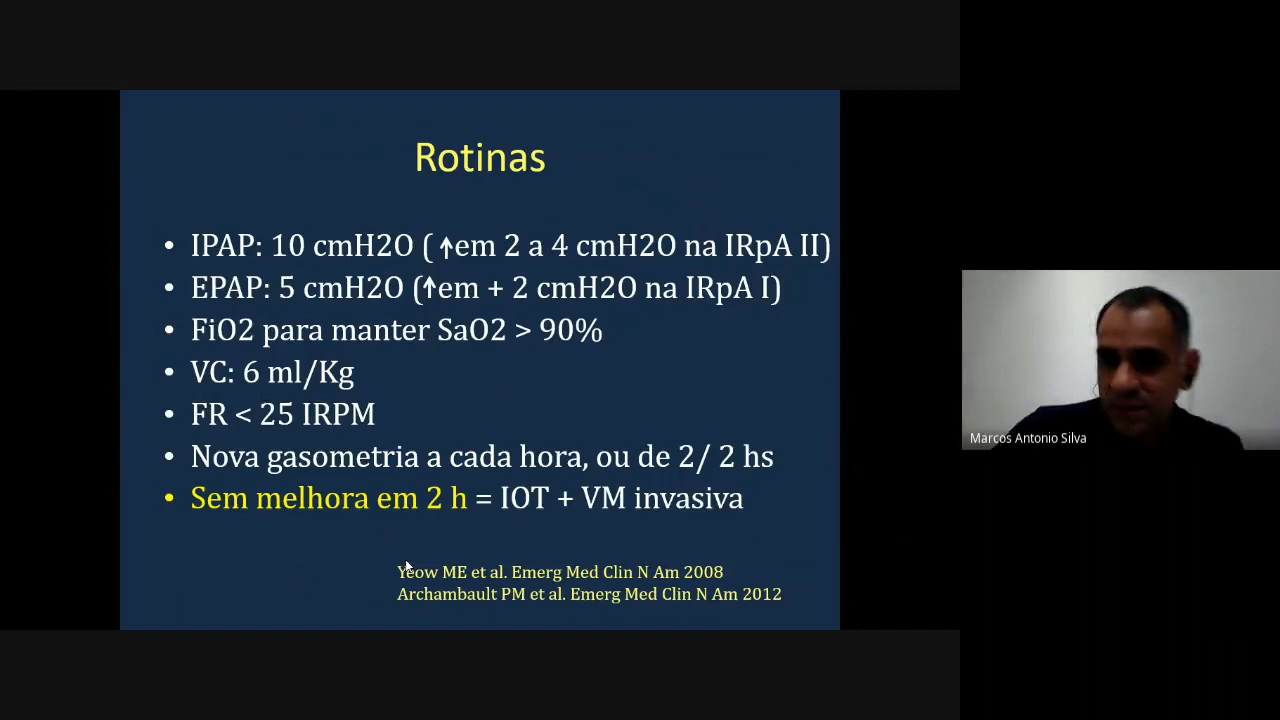 Rotinas
• IPAP: 10 cmH2O ( ↑em 2 a 4 cmH2O na IRpA II)
• EPAP: 5 cmH2O (↑em + 2 cmH2O na IRpA I)
• FiO2 para manter SaO2 > 90%
• VC: 6 ml/Kg
• FR < 25 IRPM
• Nova gasometria a cada hora, ou de 2/ 2 hs
• Sem melhora em 2 h = IOT + VM invasiva
Yeow ME et al. Emerg Med Clin N Am 2008
Archambault PM et al. Emerg Med Clin N Am 2012
Marcos Antonio Silva